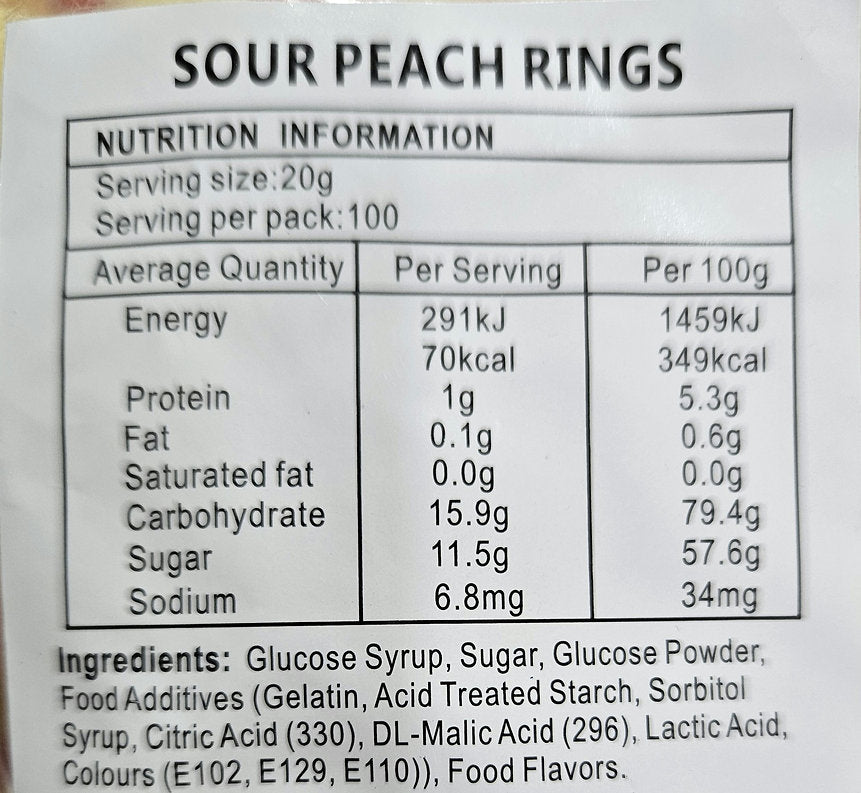 SOUR PEACH RINGS
NUTRITION INFORMATION
Serving size:20g
Serving per pack:100
Average Quantity Per Serving Per 100g
Energy 291kJ 1459kJ
70kcal 349kcal
Protein 1g 5.3g
Fat 0.1g 0.6g
Saturated fat 0.0g 0.0g
Carbohydrate 15.9g 79.4g
Sugar 11.5g 57.6g
Sodium 6.8mg 34mg
Ingredients: Glucose Syrup, Sugar, Glucose Powder,
Food Additives (Gelatin, Acid Treated Starch, Sorbitol
Syrup, Citric Acid (330), DL-Malic Acid (296), Lactic Acid,
Colours (E102, E129, E110)), Food Flavors.